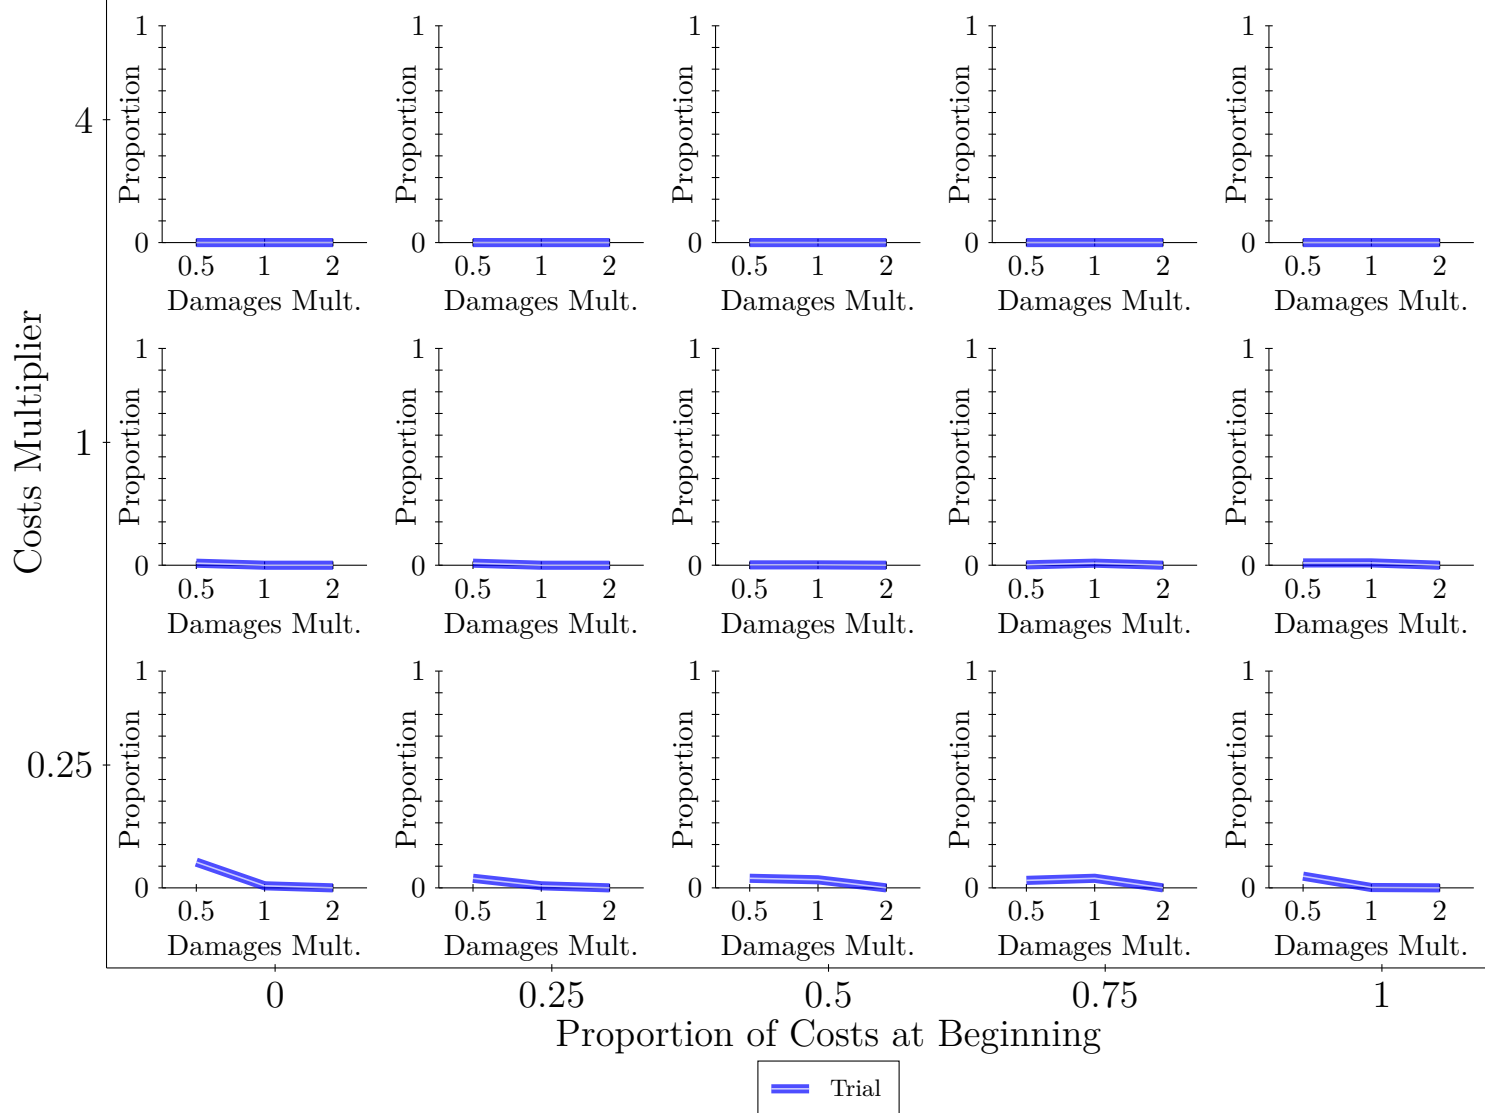 1 1 1 1 1
Proportion Proportion Proportion Proportion Proportion
4
0 0 0 0 0
0.5 1 2 0.5 1 2 0.5 1 2 0.5 1 2 0.5 1 2
Damages Mult. Damages Mult. Damages Mult. Damages Mult. Damages Mult.
Costs Multiplier
1 1 1 1 1
Proportion Proportion Proportion Proportion Proportion
1
0 0 0 0 0
0.5 1 2 0.5 1 2 0.5 1 2 0.5 1 2 0.5 1 2
Damages Mult. Damages Mult. Damages Mult. Damages Mult. Damages Mult.
1 1 1 1 1
Proportion Proportion Proportion Proportion Proportion
0.25
0 0 0 0 0
0.5 1 2 0.5 1 2 0.5 1 2 0.5 1 2 0.5 1 2
Damages Mult. Damages Mult. Damages Mult. Damages Mult. Damages Mult.
0 0.25 0.5 0.75 1
Proportion of Costs at Beginning
Trial